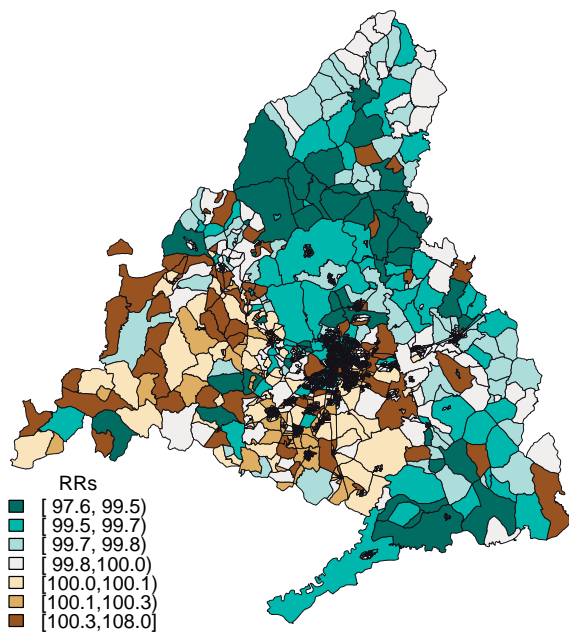 RRs
[ 97.6, 99.5)
[ 99.5, 99.7)
[ 99.7, 99.8)
[ 99.8,100.0)
[100.0,100.1)
[100.1,100.3)
[100.3,108.0]